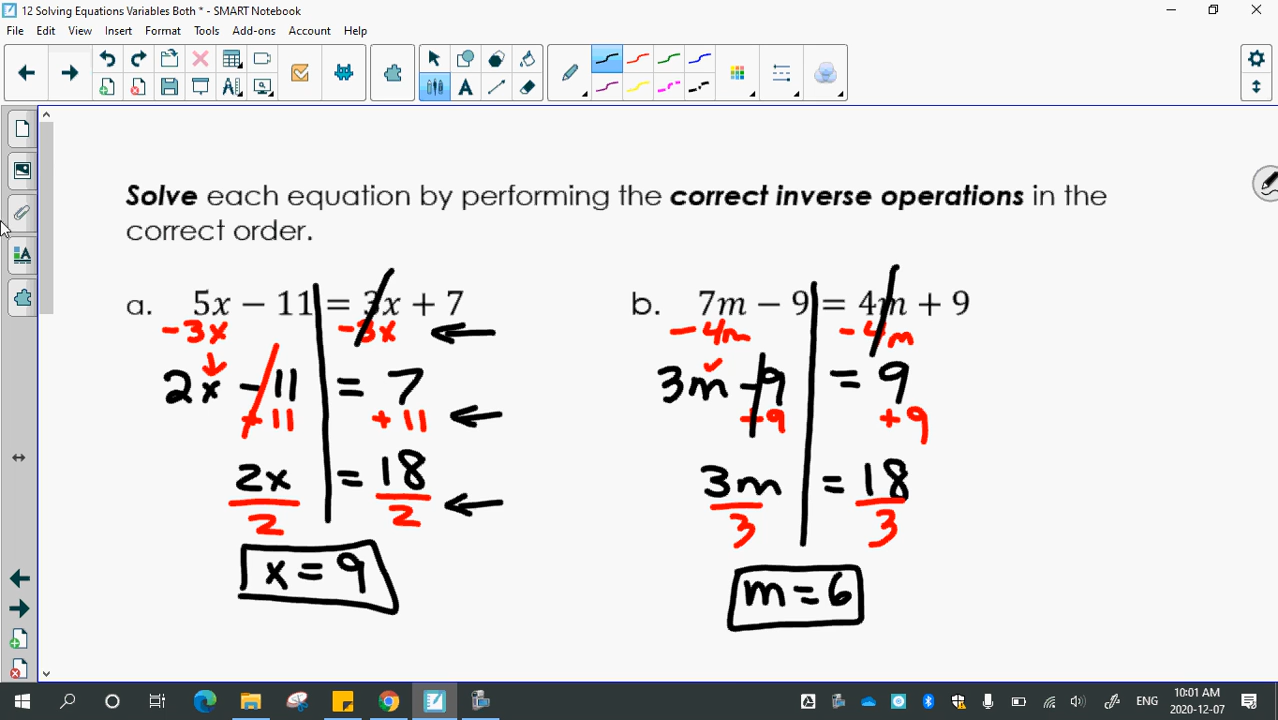 12 Solving Equations Variables Both * - SMART Notebook
File Edit View Insert Format Tools Add-ons Account Help
Solve each equation by performing the correct inverse operations in the
correct order.
a. 5x − 11 = 3x + 7
-3x -3x
2x -11 = 7
+11 +11
2x = 18
2 2
x = 9
b. 7m − 9 = 4m + 9
-4m -4m
3m -9 = 9
+9 +9
3m = 18
3 3
m = 6
ENG
10:01 AM
2020-12-07